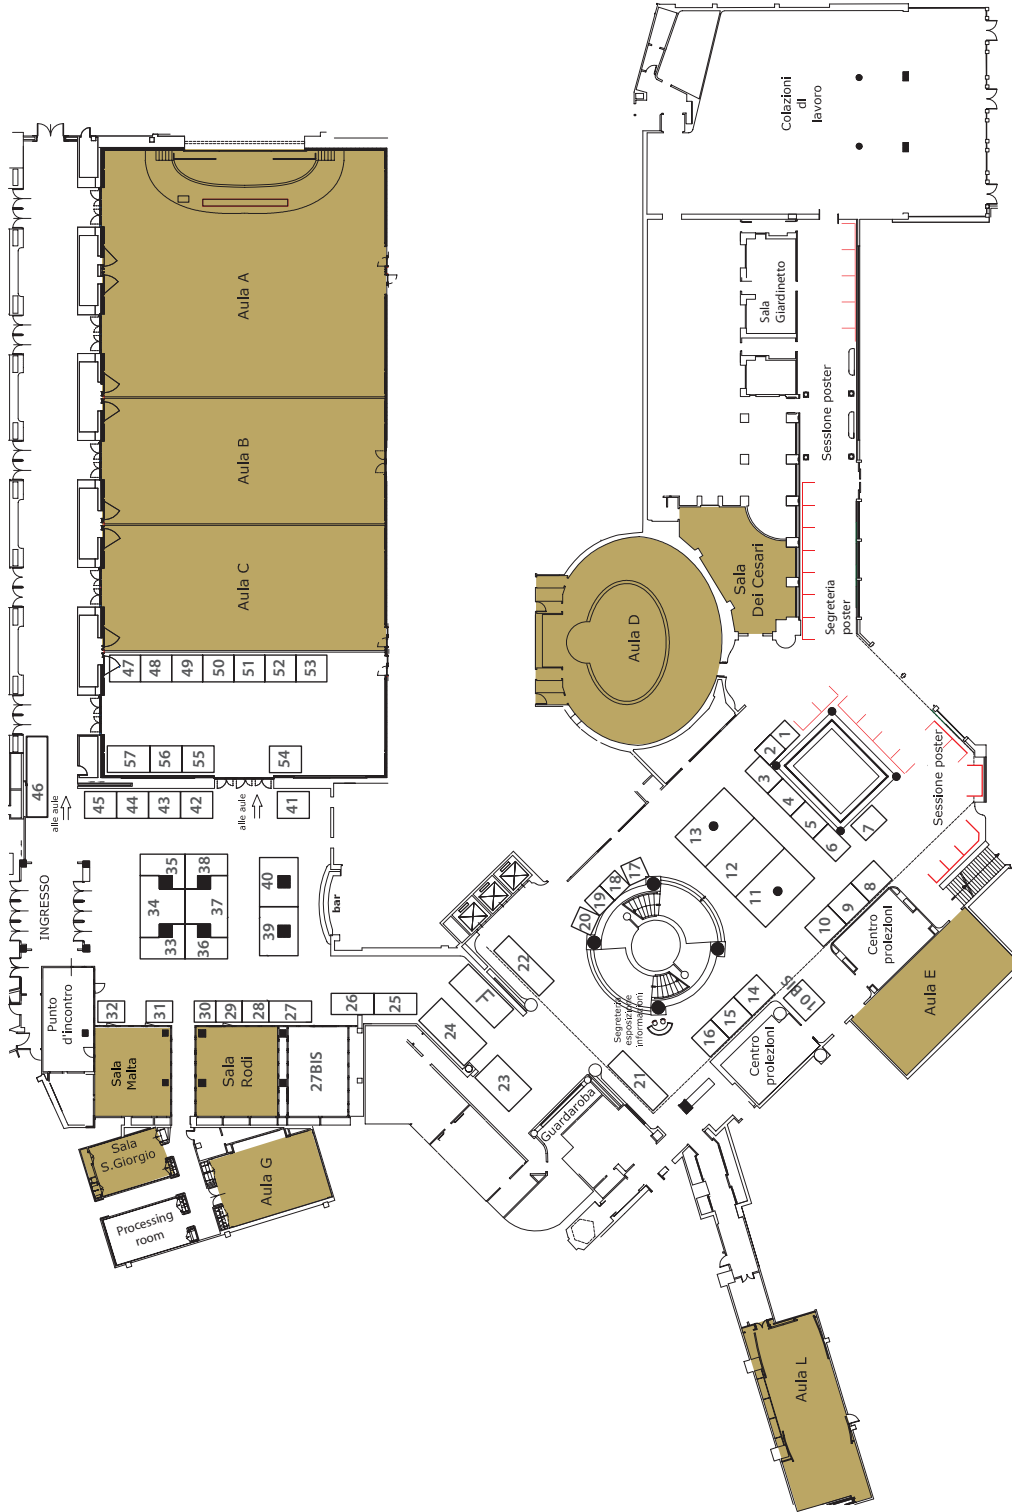 Colazioni
di
lavoro
Sala
Giardinetto
Sessione poster
Aula A
Aula B
Aula C
Aula D
Sala
Dei Cesari
Segreteria
poster
47
48
49
50
51
52
53
57
56
55
54
46
alle aule
alle aule
45
44
43
42
41
INGRESSO
35
38
34
37
33
36
40
39
bar
Punto
d'incontro
32
31
30
29
28
27
26
25
Sala
Malta
Sala
Rodi
27BIS
Sala
S.Giorgio
Processing
room
Aula G
1
2
3
4
5
6
7
Sessione poster
13
12
11
17
18
19
20
8
9
10
Centro
proiezioni
Aula E
10 BIS
14
15
16
Centro
proiezioni
Segreteria
esposizione
informazioni
22
F
24
23
21
Guardaroba
Aula L